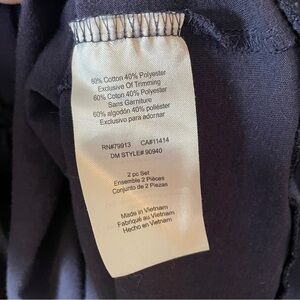 60% Cotton 40% Polyester
Exclusive Of Trimming
60% Coton 40% Polyester
Sans Garniture
60% algodón 40% poliéster
Exclusivo para adornar
RN#79913 CA#11414
DM STYLE# 90940
2 pc Set
Ensemble 2 Pièces
Conjunto de 2 Piezas
Made in Vietnam
Fabriqué au Vietnam
Hecho en Vietnam